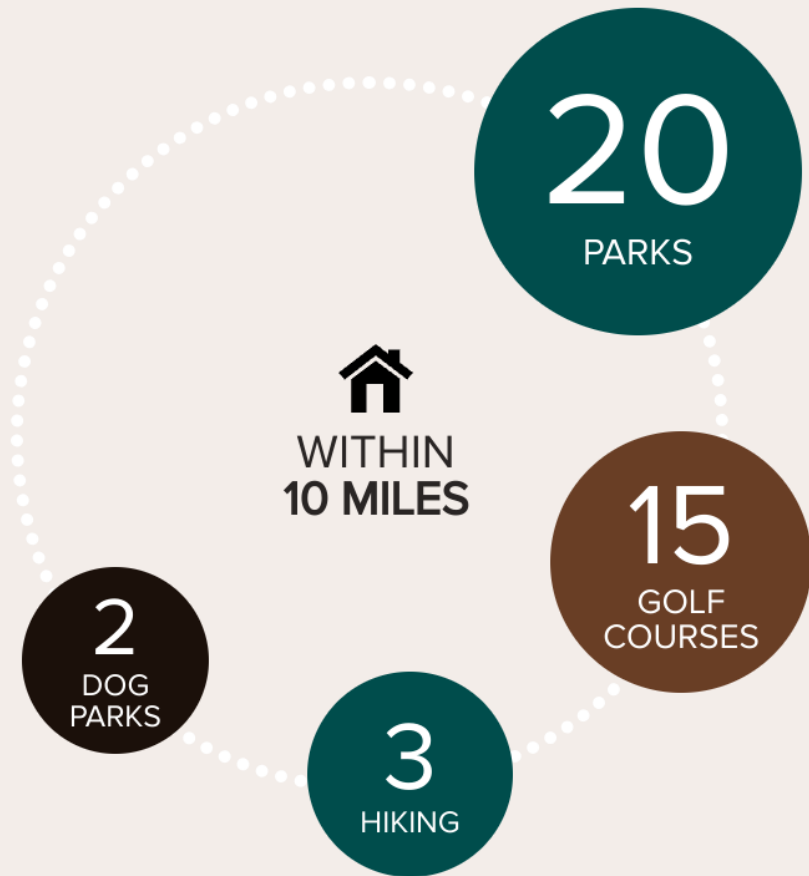 20
PARKS
WITHIN
10 MILES
15
GOLF
COURSES
2
DOG
PARKS
3
HIKING